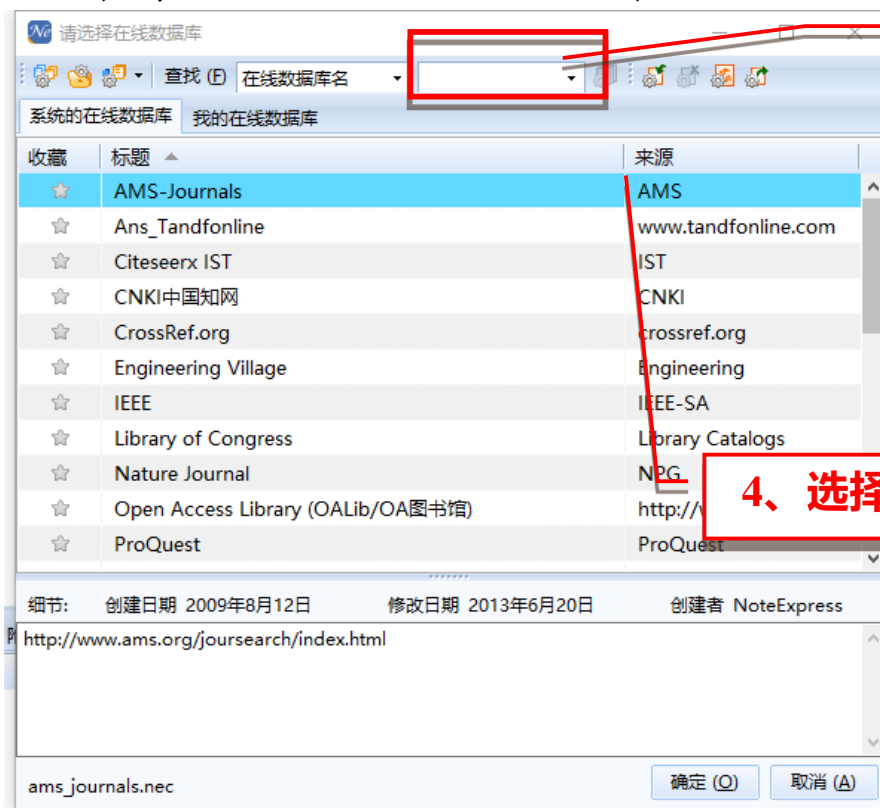 Ne 请选择在线数据库
查找 (F) 在线数据库名
系统的在线数据库 我的在线数据库
收藏 标题 来源
AMS-Journals AMS
Ans_Tandfonline www.tandfonline.com
Citeseerx IST IST
CNKI中国知网 CNKI
CrossRef.org crossref.org
Engineering Village Engineering
IEEE IEEE-SA
Library of Congress Library Catalogs
Nature Journal NPG
4、选择
Open Access Library (OALib/OA图书馆) http://
ProQuest ProQuest
细节: 创建日期 2009年8月12日 修改日期 2013年6月20日 创建者 NoteExpress
http://www.ams.org/joursearch/index.html
ams_journals.nec 确定 (O) 取消 (A)